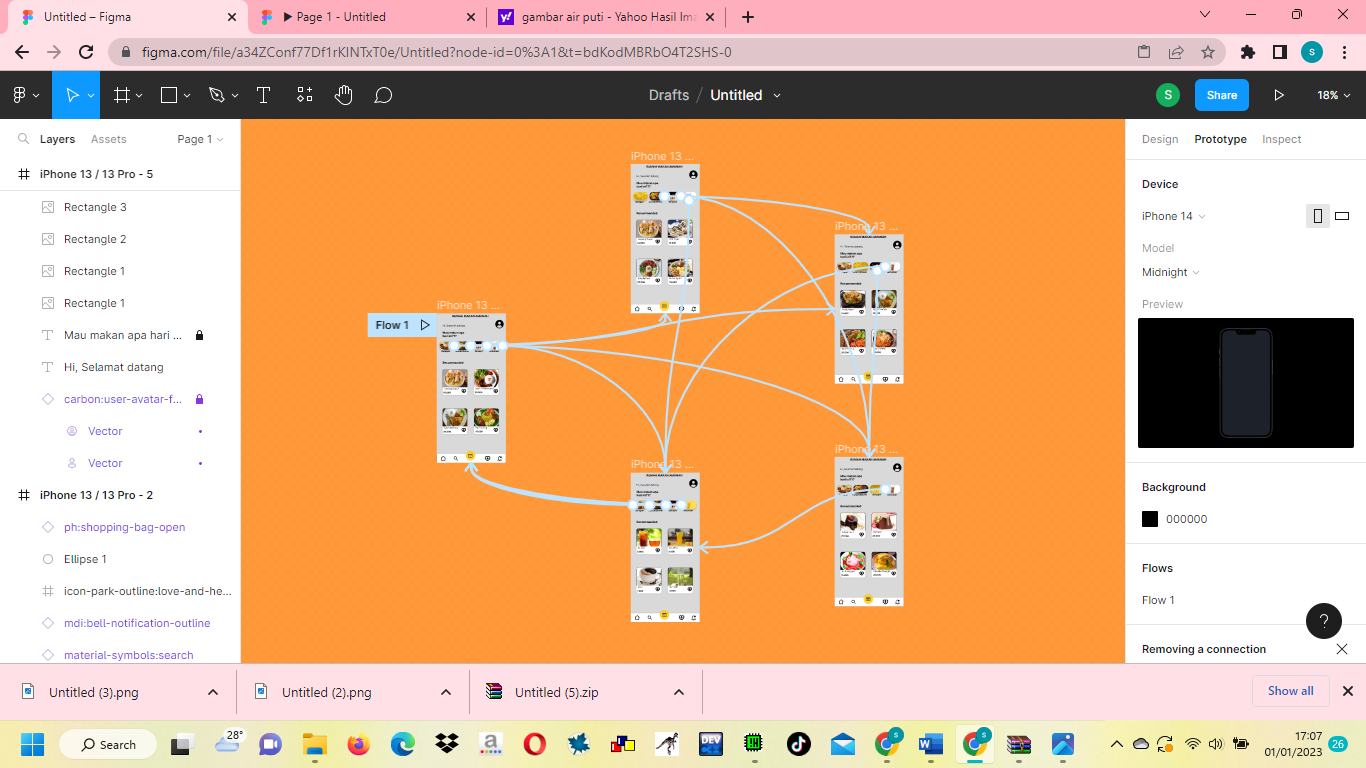 Untitled – Figma
Page 1 - Untitled
gambar air puti - Yahoo Hasil Ima
figma.com/file/a34ZConf77Df1rKINTxT0e/Untitled?node-id=0%3A1&t=bdKodMBRbO4T2SHS-0
S
Drafts / Untitled
S
Share
18%
Layers
Assets
Page 1
iPhone 13 / 13 Pro - 5
Rectangle 3
Rectangle 2
Rectangle 1
Rectangle 1
Mau makan apa hari ...
Hi, Selamat datang
carbon:user-avatar-f...
Vector
Vector
iPhone 13 / 13 Pro - 2
ph:shopping-bag-open
Ellipse 1
icon-park-outline:love-and-he...
mdi:bell-notification-outline
material-symbols:search
iPhone 13 ...
iPhone 13 ...
iPhone 13 ...
Flow 1
iPhone 13 ...
iPhone 13 ...
Design
Prototype
Inspect
Device
iPhone 14
Model
Midnight
Preview
Background
000000
Flows
Flow 1
?
Removing a connection
Untitled (3).png
Untitled (2).png
Untitled (5).zip
Show all
Search
28°
a
DEV
S
W
S
17:07
01/01/2023
26